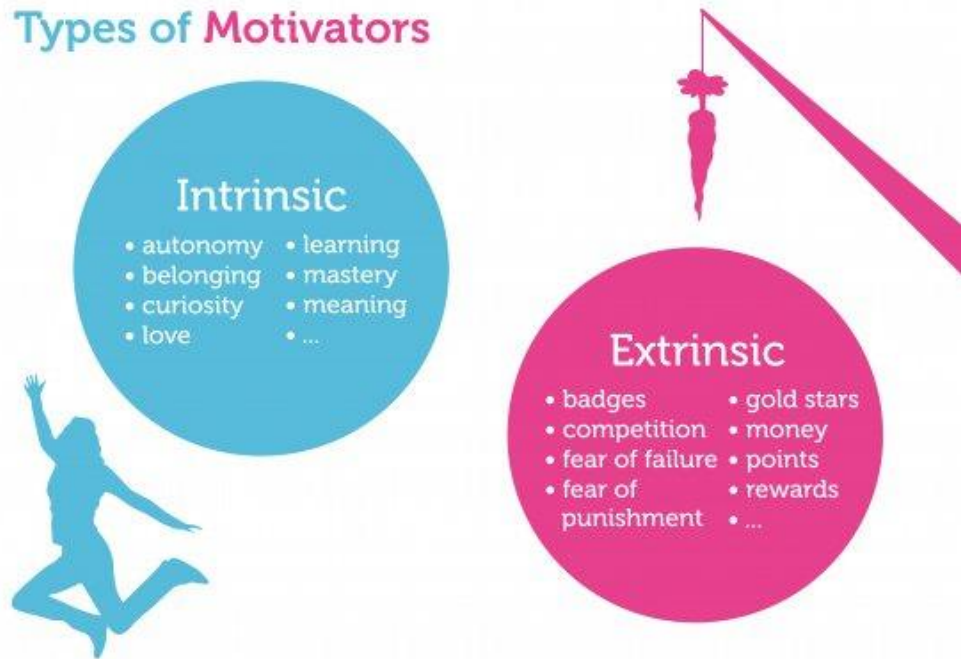 Types of Motivators
Intrinsic
• autonomy
• belonging
• curiosity
• love
• learning
• mastery
• meaning
• ...
Extrinsic
• badges
• competition
• fear of failure
• fear of
punishment
• gold stars
• money
• points
• rewards
• ...